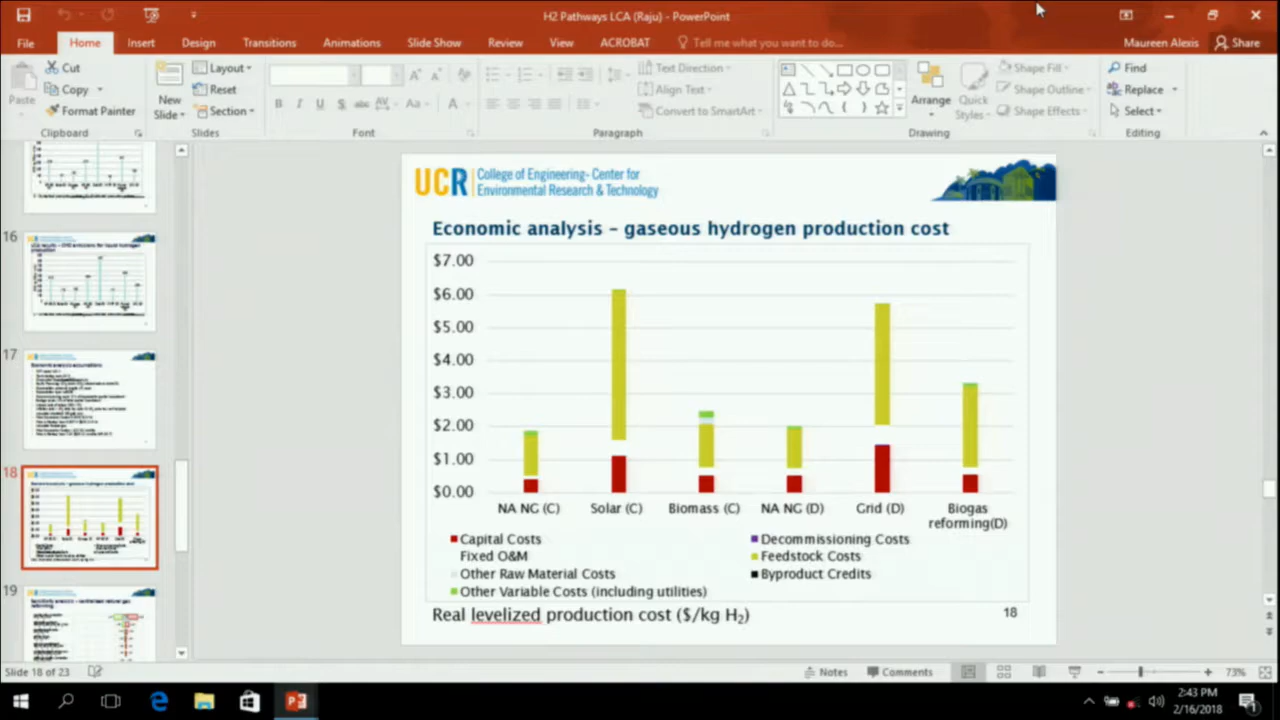 H2 Pathways LCA (Raju) - PowerPoint
File Home Insert Design Transitions Animations Slide Show Review View ACROBAT Tell me what you want to do... Maureen Alexis Share
Paste
Cut
Copy
Format Painter
Clipboard
New Slide
Layout
Reset
Section
Slides
B I U S abc AV Aa A
Font
Paragraph
Text Direction
Align Text
Convert to SmartArt
Arrange
Quick Styles
Shape Fill
Shape Outline
Shape Effects
Drawing
Find
Replace
Select
Editing
16
17
Economic analysis assumptions
18
19
UCR College of Engineering- Center for
Environmental Research & Technology
Economic analysis – gaseous hydrogen production cost
$7.00
$6.00
$5.00
$4.00
$3.00
$2.00
$1.00
$0.00
NA NG (C) Solar (C) Biomass (C) NA NG (D) Grid (D) Biogas
reforming(D)
Capital Costs Decommissioning Costs
Fixed O&M Feedstock Costs
Other Raw Material Costs Byproduct Credits
Other Variable Costs (including utilities)
Real levelized production cost ($/kg H₂) 18
Slide 18 of 23 Notes Comments 73%
2:43 PM
2/16/2018